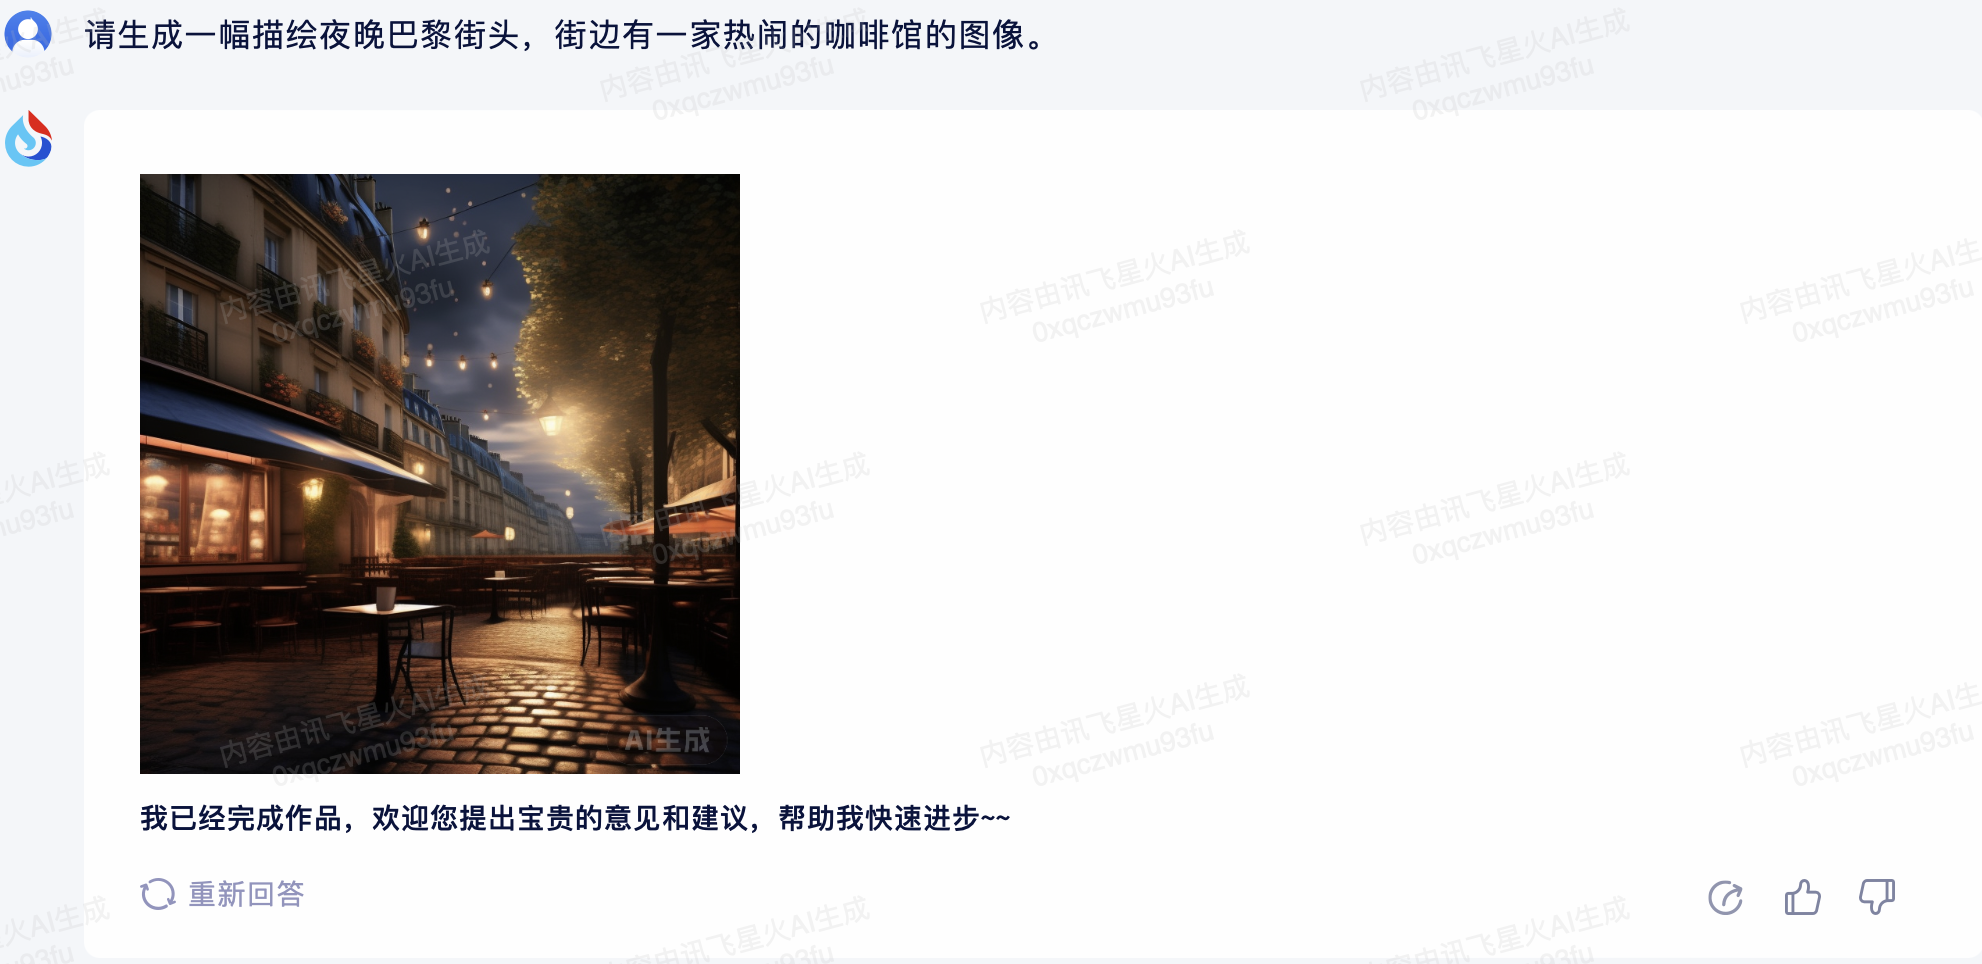 请生成一幅描绘夜晚巴黎街头，街边有一家热闹的咖啡馆的图像。
内容由讯飞星火AI生成
0xqczwmu93fu
AI生成
我已经完成作品，欢迎您提出宝贵的意见和建议，帮助我快速进步~~
重新回答